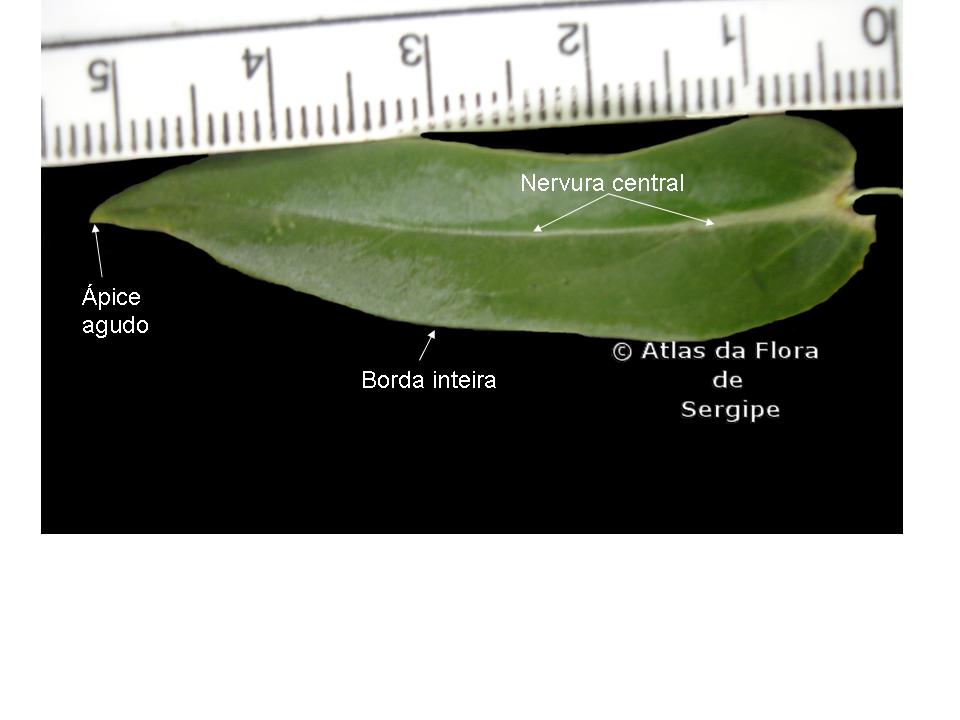 5 4 3 2 1 0
Nervura central
Ápice
agudo
Borda inteira
© Atlas da Flora
de
Sergipe